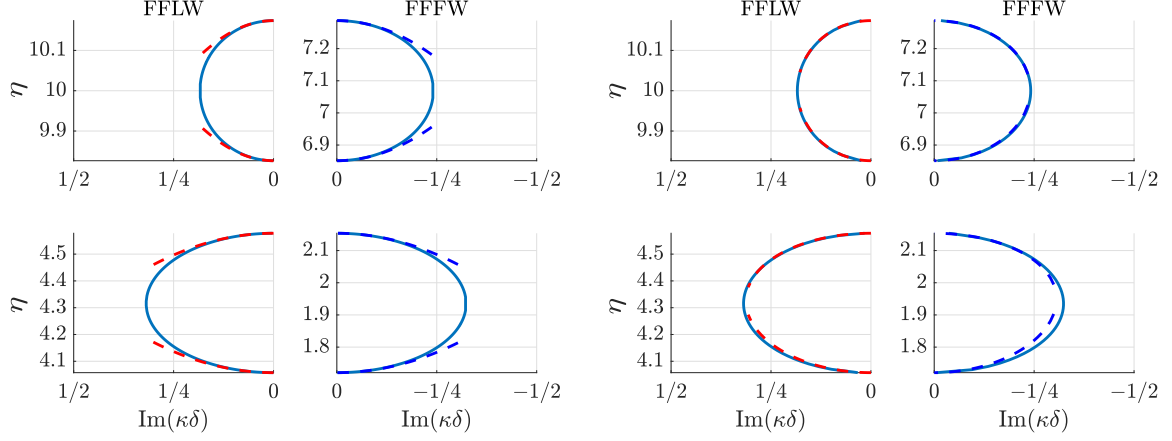 FFLW FFFW FFLW FFFW
10.1 7.2 10.1 7.2
η 10 7.1 η 10 7.1
7 7
9.9 6.9 9.9 6.9
1/2 1/4 0 0 −1/4 −1/2 1/2 1/4 0 0 −1/4 −1/2
4.5 2.1 4.5 2.1
4.4 2 4.4 2
η 4.3 1.9 η 4.3 1.9
4.2 1.8 4.2 1.8
4.1 4.1
1/2 1/4 0 0 −1/4 −1/2 1/2 1/4 0 0 −1/4 −1/2
Im(κδ) Im(κδ) Im(κδ) Im(κδ)